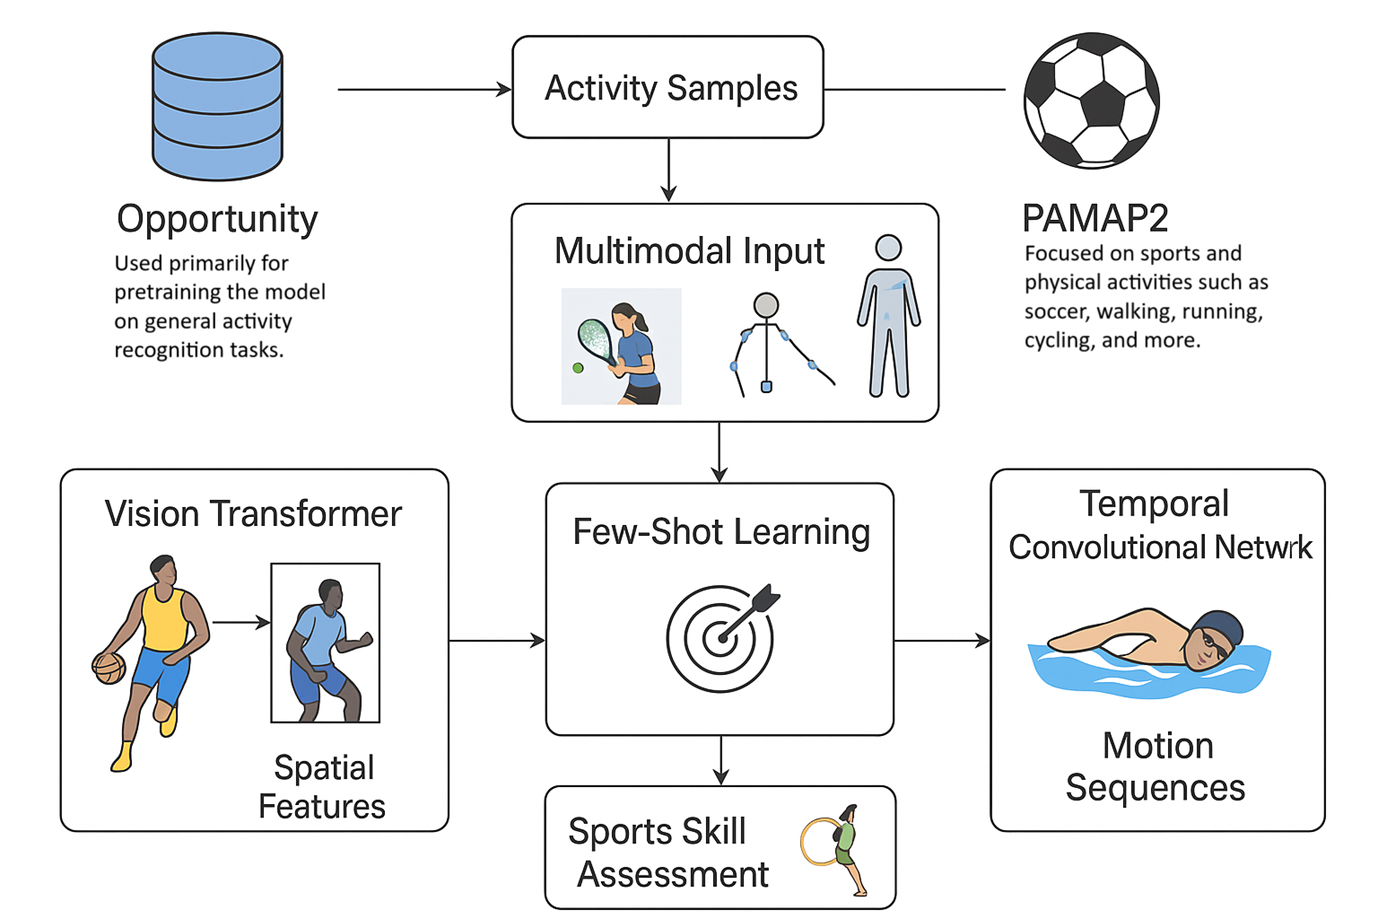 Activity Samples
Opportunity
Used primarily for
pretraining the model
on general activity
recognition tasks.
PAMAP2
Focused on sports and
physical activities such as
soccer, walking, running,
cycling, and more.
Multimodal Input
Vision Transformer
Spatial
Features
Few-Shot Learning
Temporal
Convolutional Netwrk
Motion
Sequences
Sports Skill
Assessment